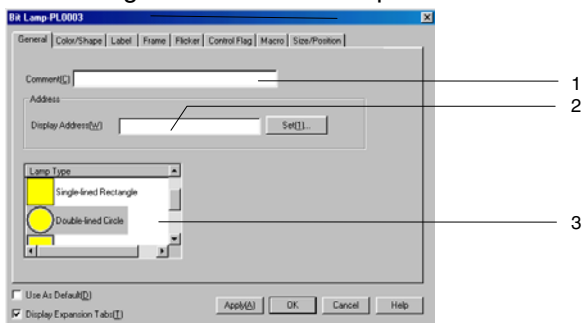 Bit Lamp-PL0003
General Color/Shape Label Frame Flicker Control Flag Macro Size/Position
Comment(C)
1
Address
2
Display Address(W) Set(1)...
Lamp Type
Single-lined Rectangle
Double-lined Circle
3
Use As Default(D)
Apply(A) OK Cancel Help
Display Expansion Tabs(T)